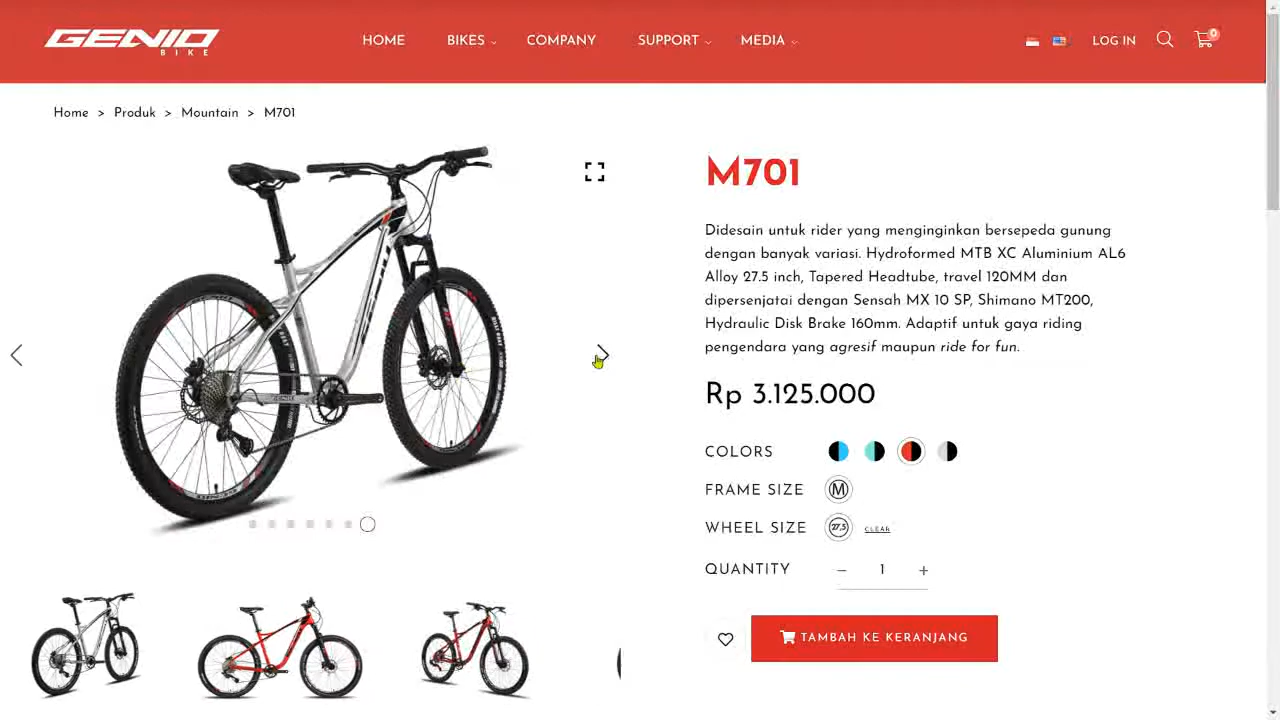 GENIO
BIKE
HOME
BIKES
COMPANY
SUPPORT
MEDIA
LOG IN
0
Home > Produk > Mountain > M701
M701
Didesain untuk rider yang menginginkan bersepeda gunung
dengan banyak variasi. Hydroformed MTB XC Aluminium AL6
Alloy 27.5 inch, Tapered Headtube, travel 120MM dan
dipersenjatai dengan Sensah MX 10 SP, Shimano MT200,
Hydraulic Disk Brake 160mm. Adaptif untuk gaya riding
pengendara yang agresif maupun ride for fun.
Rp 3.125.000
COLORS
FRAME SIZE M
WHEEL SIZE 27,5 CLEAR
QUANTITY – 1 +
TAMBAH KE KERANJANG